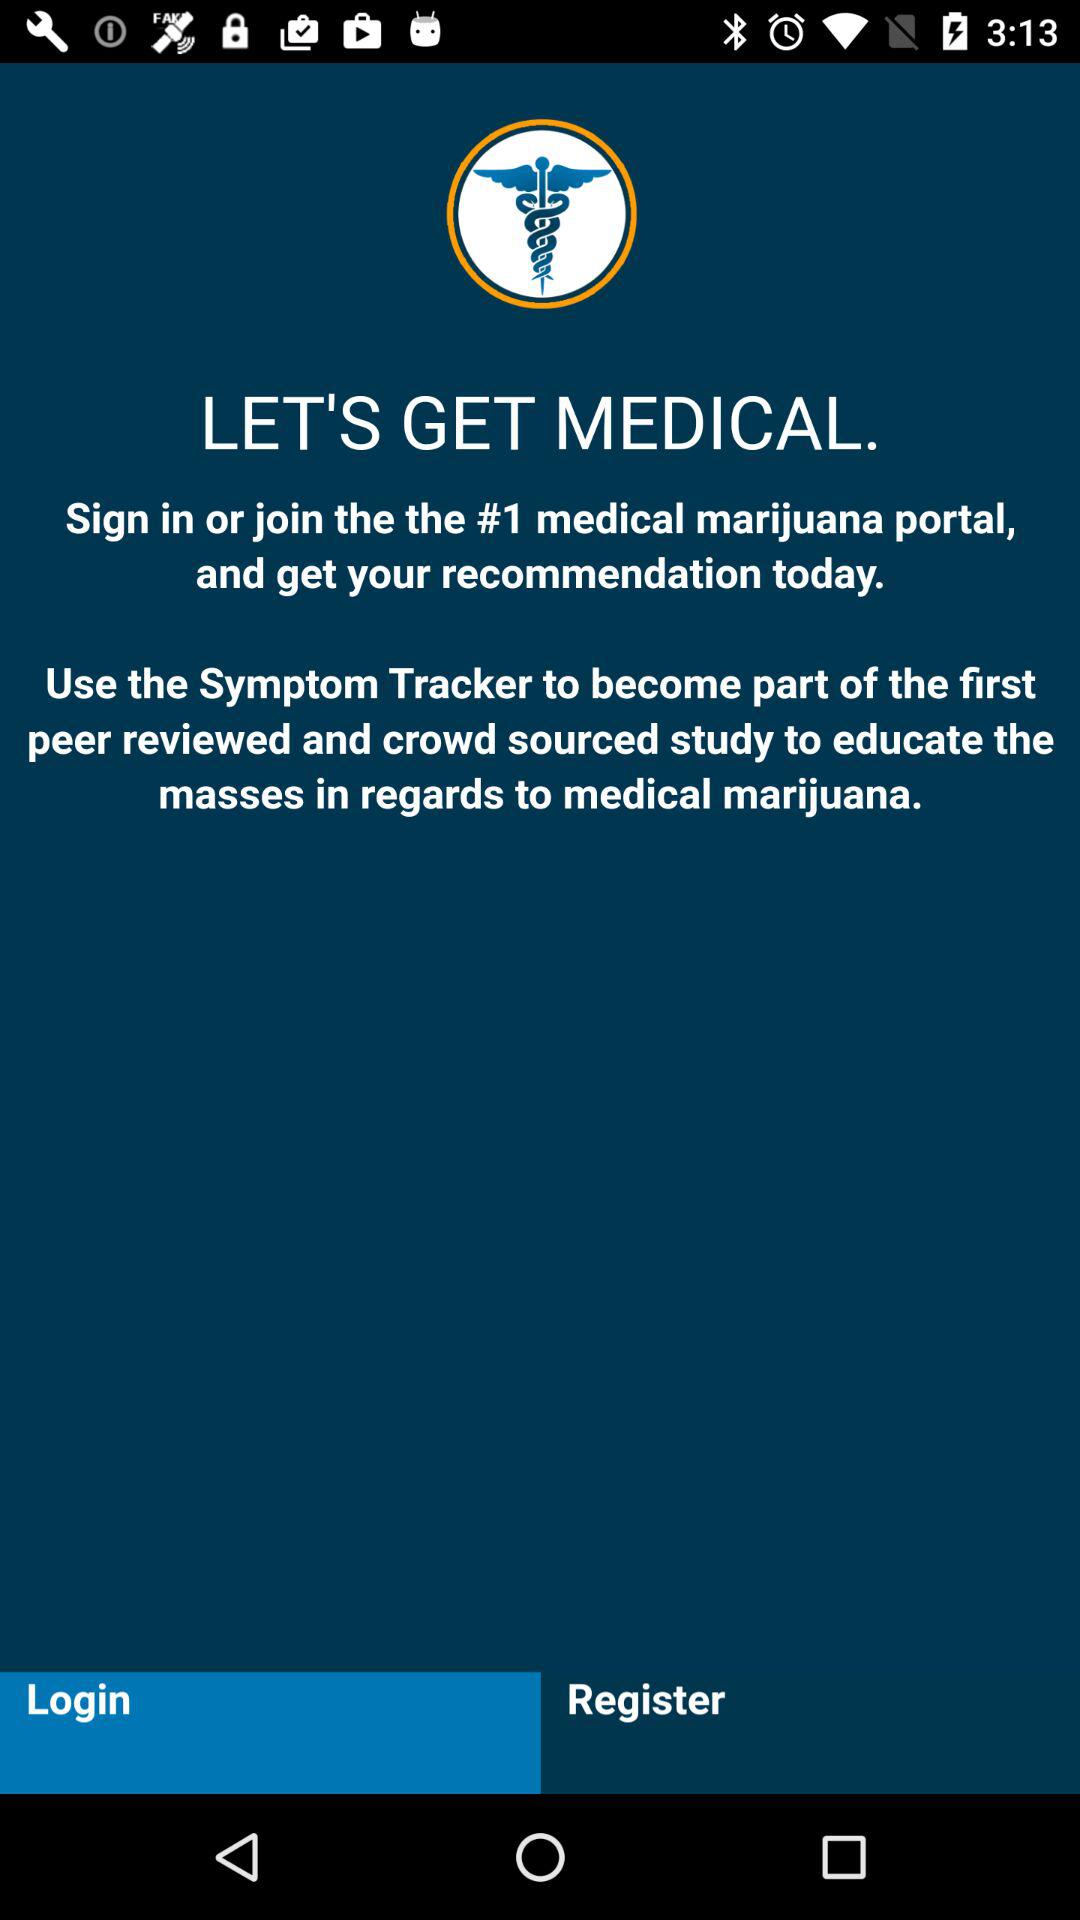 FAKE
3:13
LET'S GET MEDICAL.
Sign in or join the the #1 medical marijuana portal,
and get your recommendation today.
Use the Symptom Tracker to become part of the first
peer reviewed and crowd sourced study to educate the
masses in regards to medical marijuana.
Login
Register